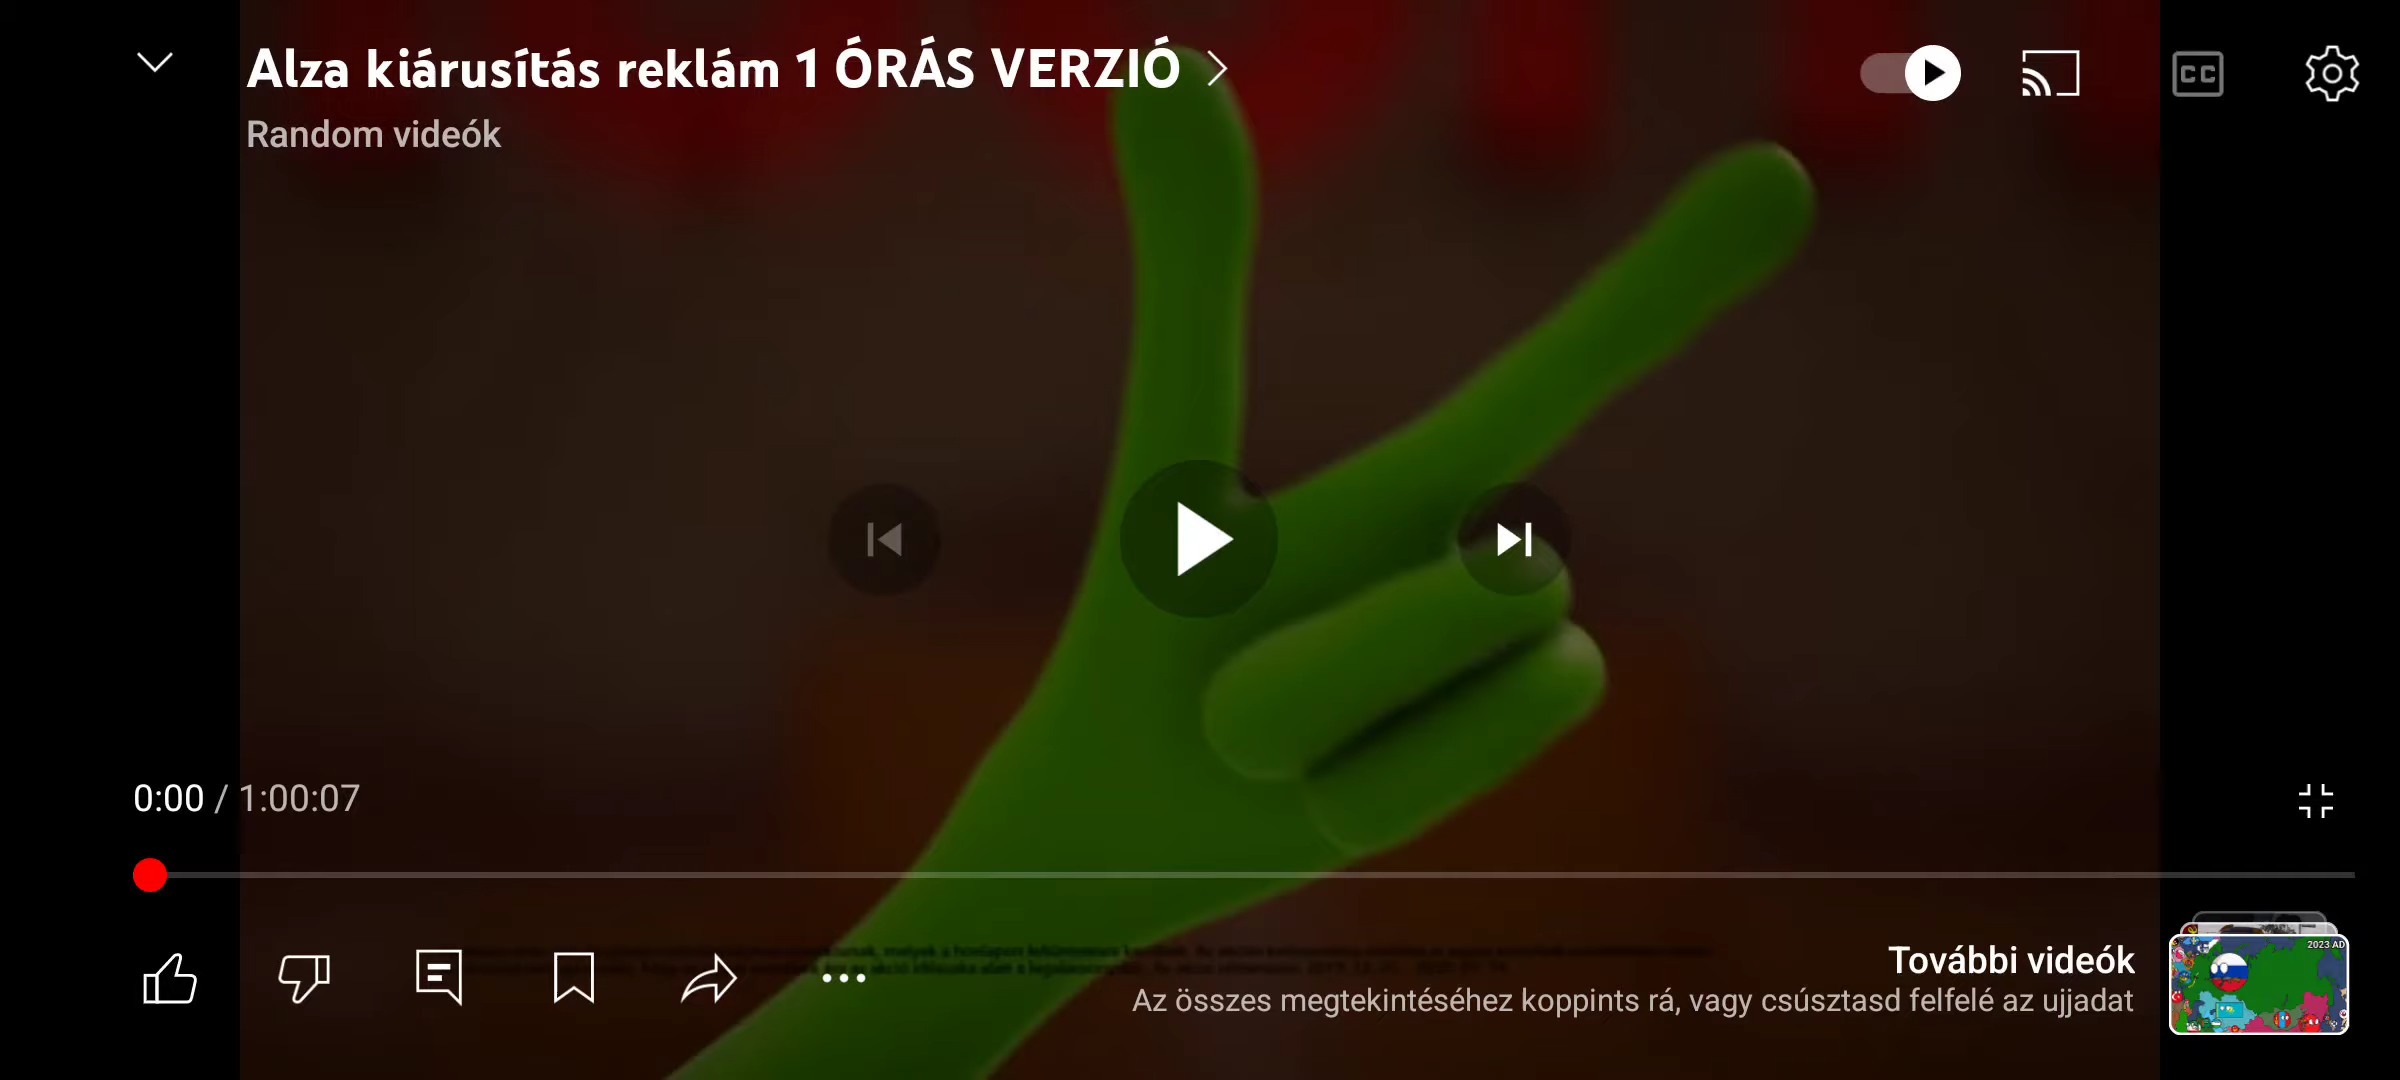 Alza kiárusítás reklám 1 ÓRÁS VERZIÓ
Random videók
CC
0:00 / 1:00:07
További videók
Az összes megtekintéséhez koppints rá, vagy csúsztasd felfelé az ujjadat
2023 AD